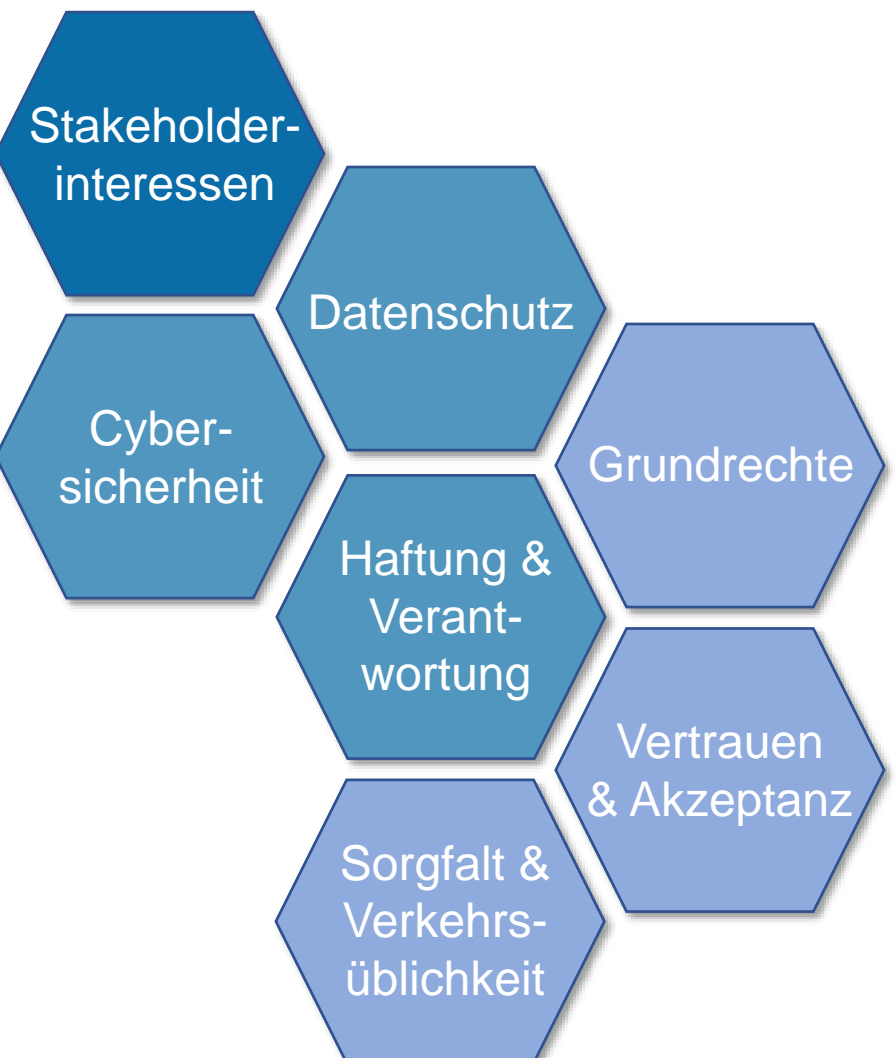 Stakeholder-
interessen
Datenschutz
Cyber-
sicherheit
Grundrechte
Haftung &
Verant-
wortung
Vertrauen
& Akzeptanz
Sorgfalt &
Verkehrs-
üblichkeit